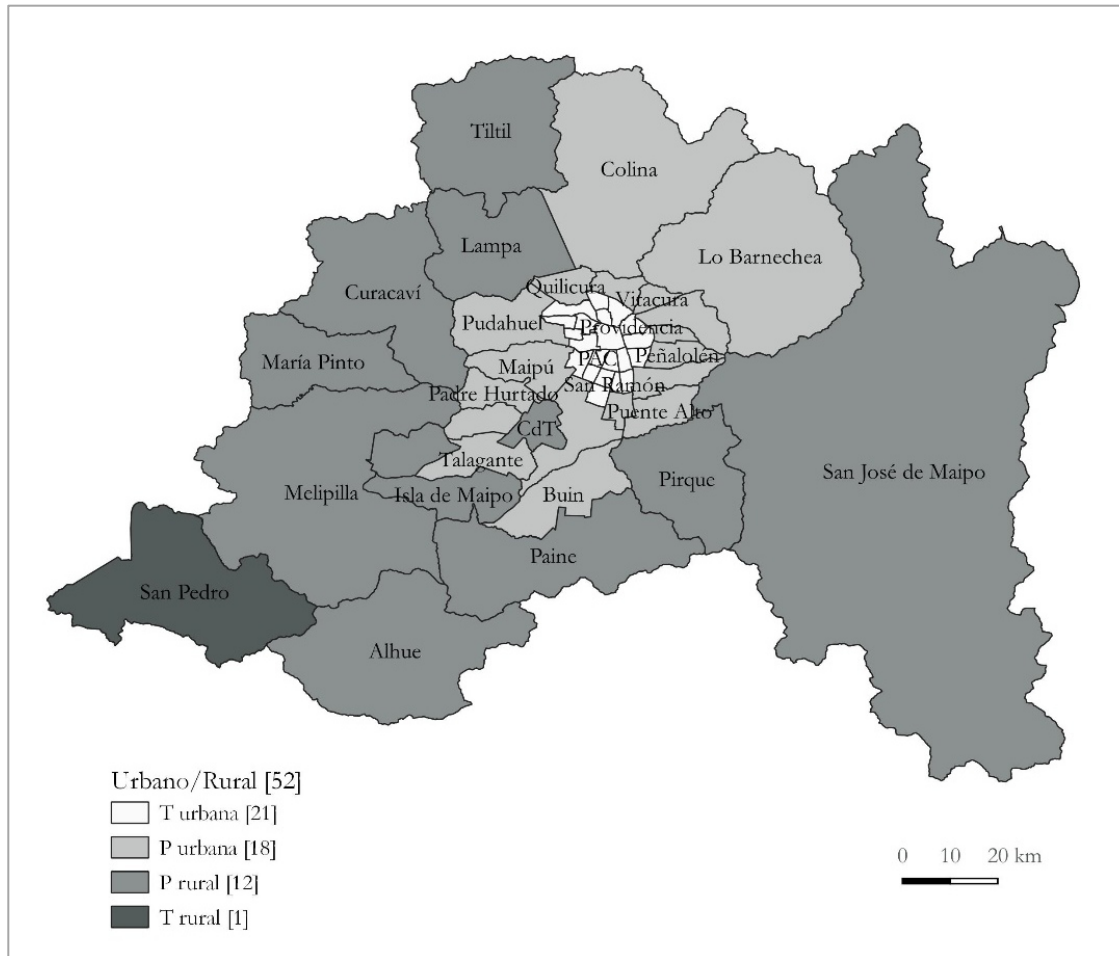 Tiltil
Colina
Lampa
Lo Barnechea
Curacaví
Quilicura
Vitacura
Pudahuel
Providencia
María Pinto
Maipú
PAC
Peñalolén
Padre Hurtado
San Ramón
Puente Alto
CdT
Talagante
San José de Maipo
Melipilla
Isla de Maipo
Buin
Pirque
Paine
San Pedro
Alhue
Urbano/Rural [52]
T urbana [21]
P urbana [18]
P rural [12]
T rural [1]
0 10 20 km